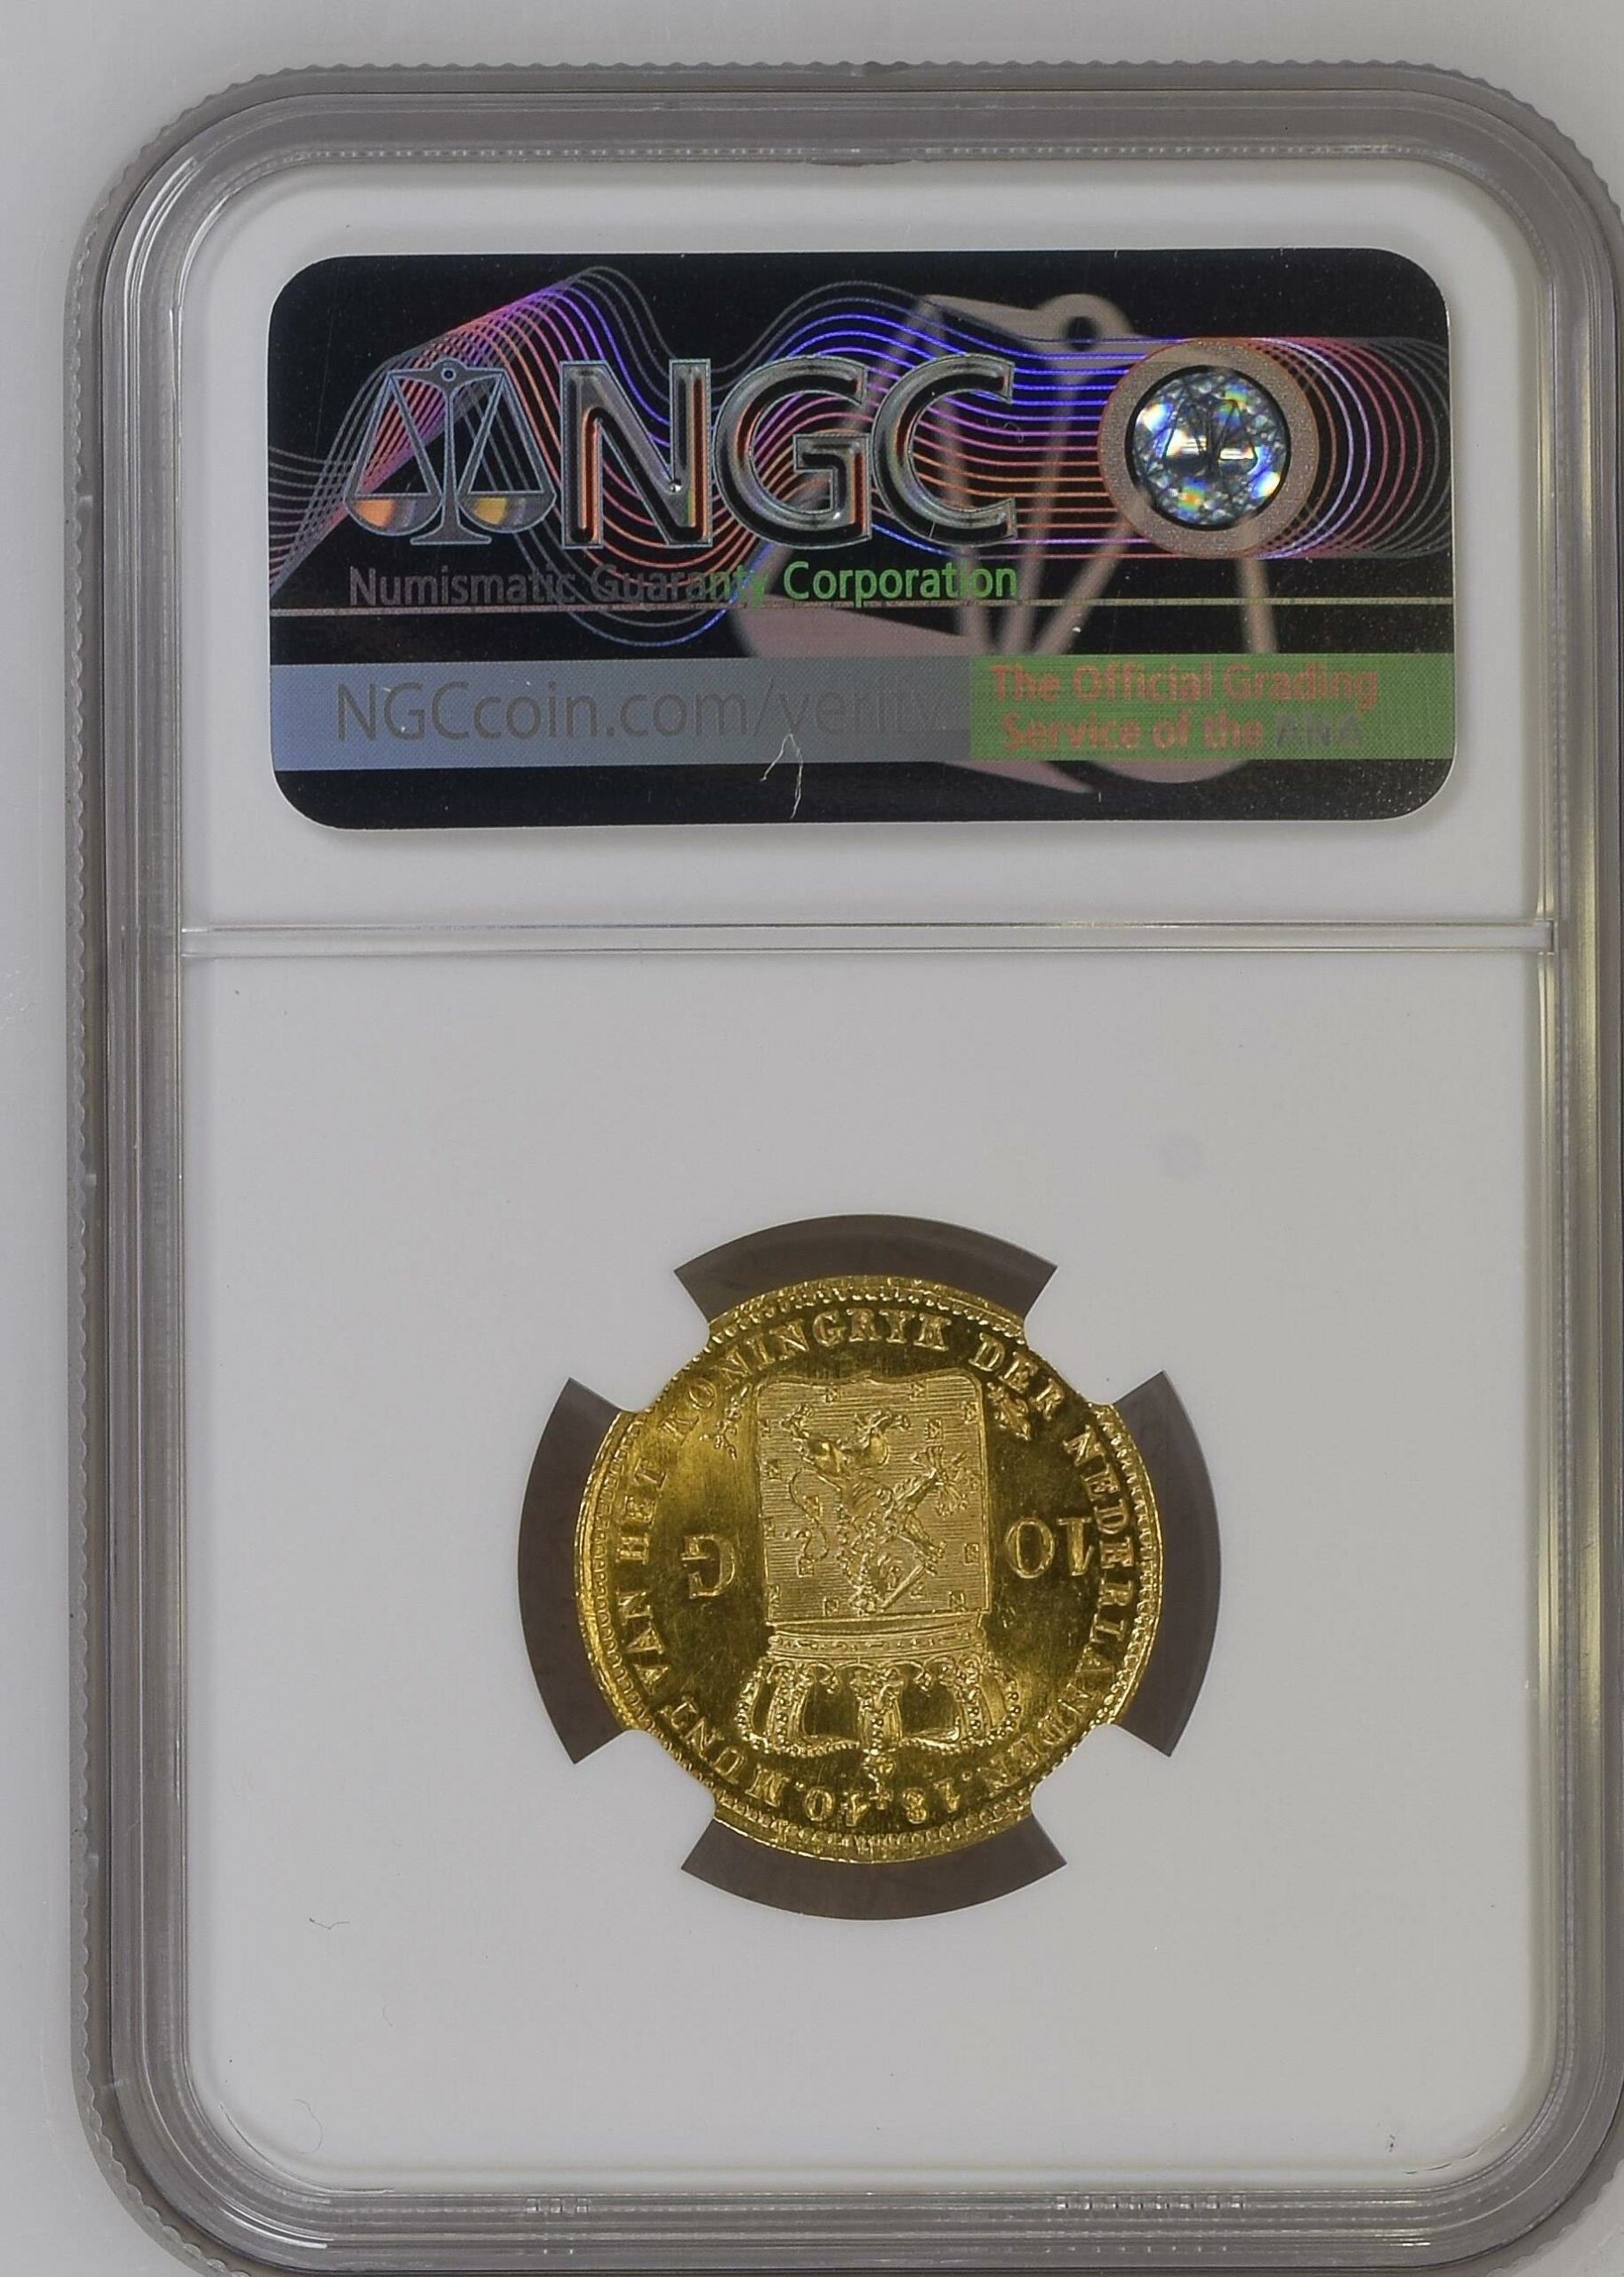 NGC
Numismatic Guaranty Corporation
NGCcoin.com/verify
The Official Grading
Service of the ANA
MUNT VAN HET KONINGRYK DER NEDERLANDEN. 1840.
10 G